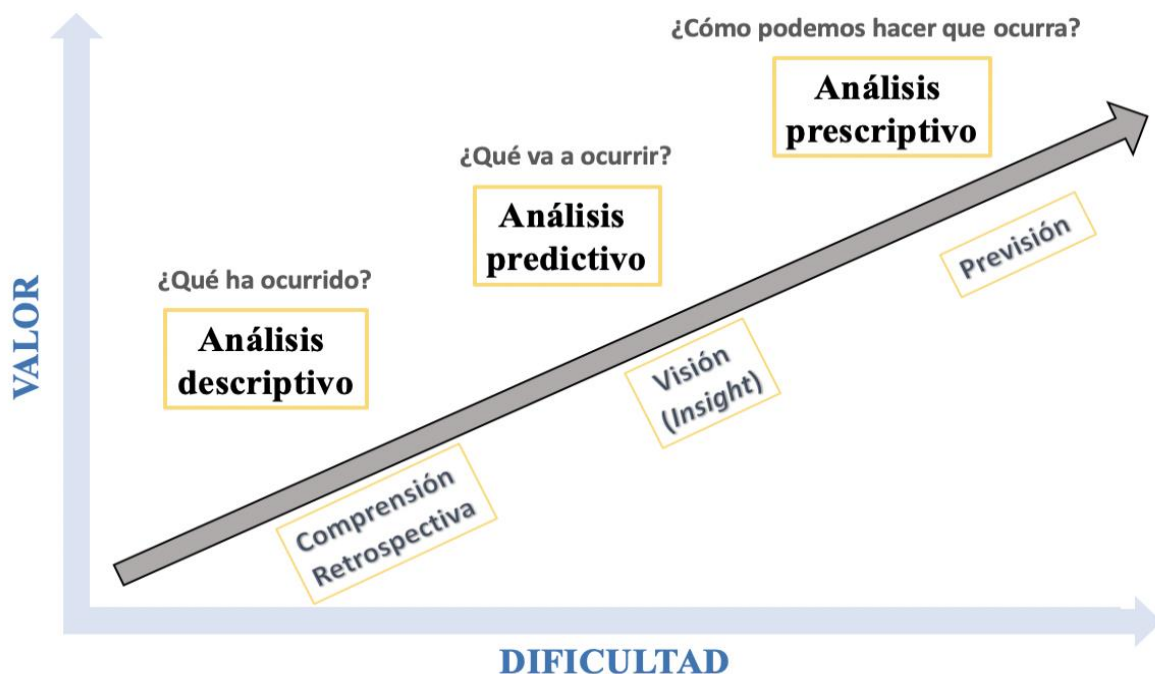 ¿Cómo podemos hacer que ocurra?
Análisis
prescriptivo
¿Qué va a ocurrir?
Análisis
predictivo
Previsión
¿Qué ha ocurrido?
Análisis
descriptivo
Visión
(Insight)
Comprensión
Retrospectiva
VALOR
DIFICULTAD